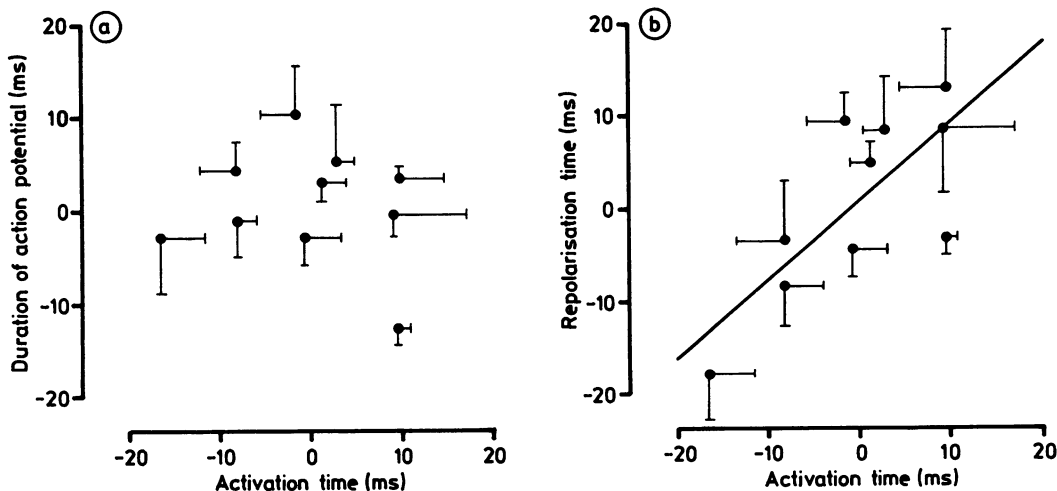 a
Duration of action potential (ms)
20
10
0
-10
-20
-20 -10 0 10 20
Activation time (ms)
b
Repolarisation time (ms)
20
10
0
-10
-20
-20 -10 0 10 20
Activation time (ms)